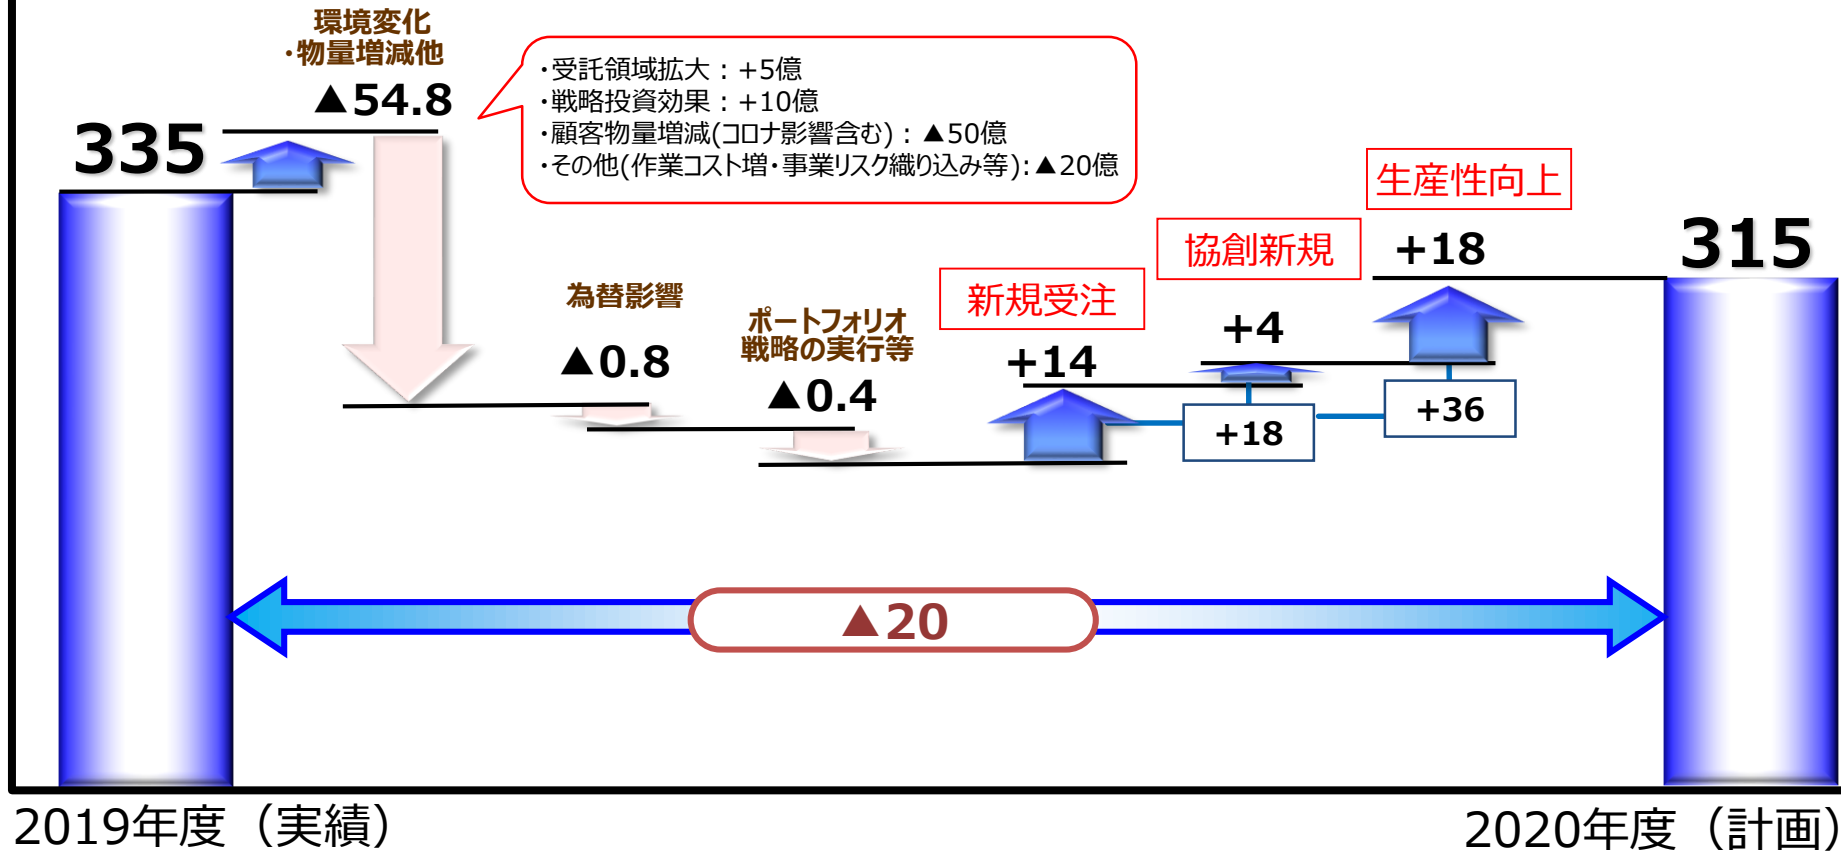 環境変化
・物量増減他
▲54.8
・受託領域拡大：+5億
・戦略投資効果：+10億
・顧客物量増減(コロナ影響含む)：▲50億
・その他(作業コスト増・事業リスク織り込み等)：▲20億
335
為替影響
▲0.8
ポートフォリオ
戦略の実行等
▲0.4
新規受注
+14
協創新規
+4
生産性向上
+18
+18
+36
315
▲20
2019年度（実績）
2020年度（計画）